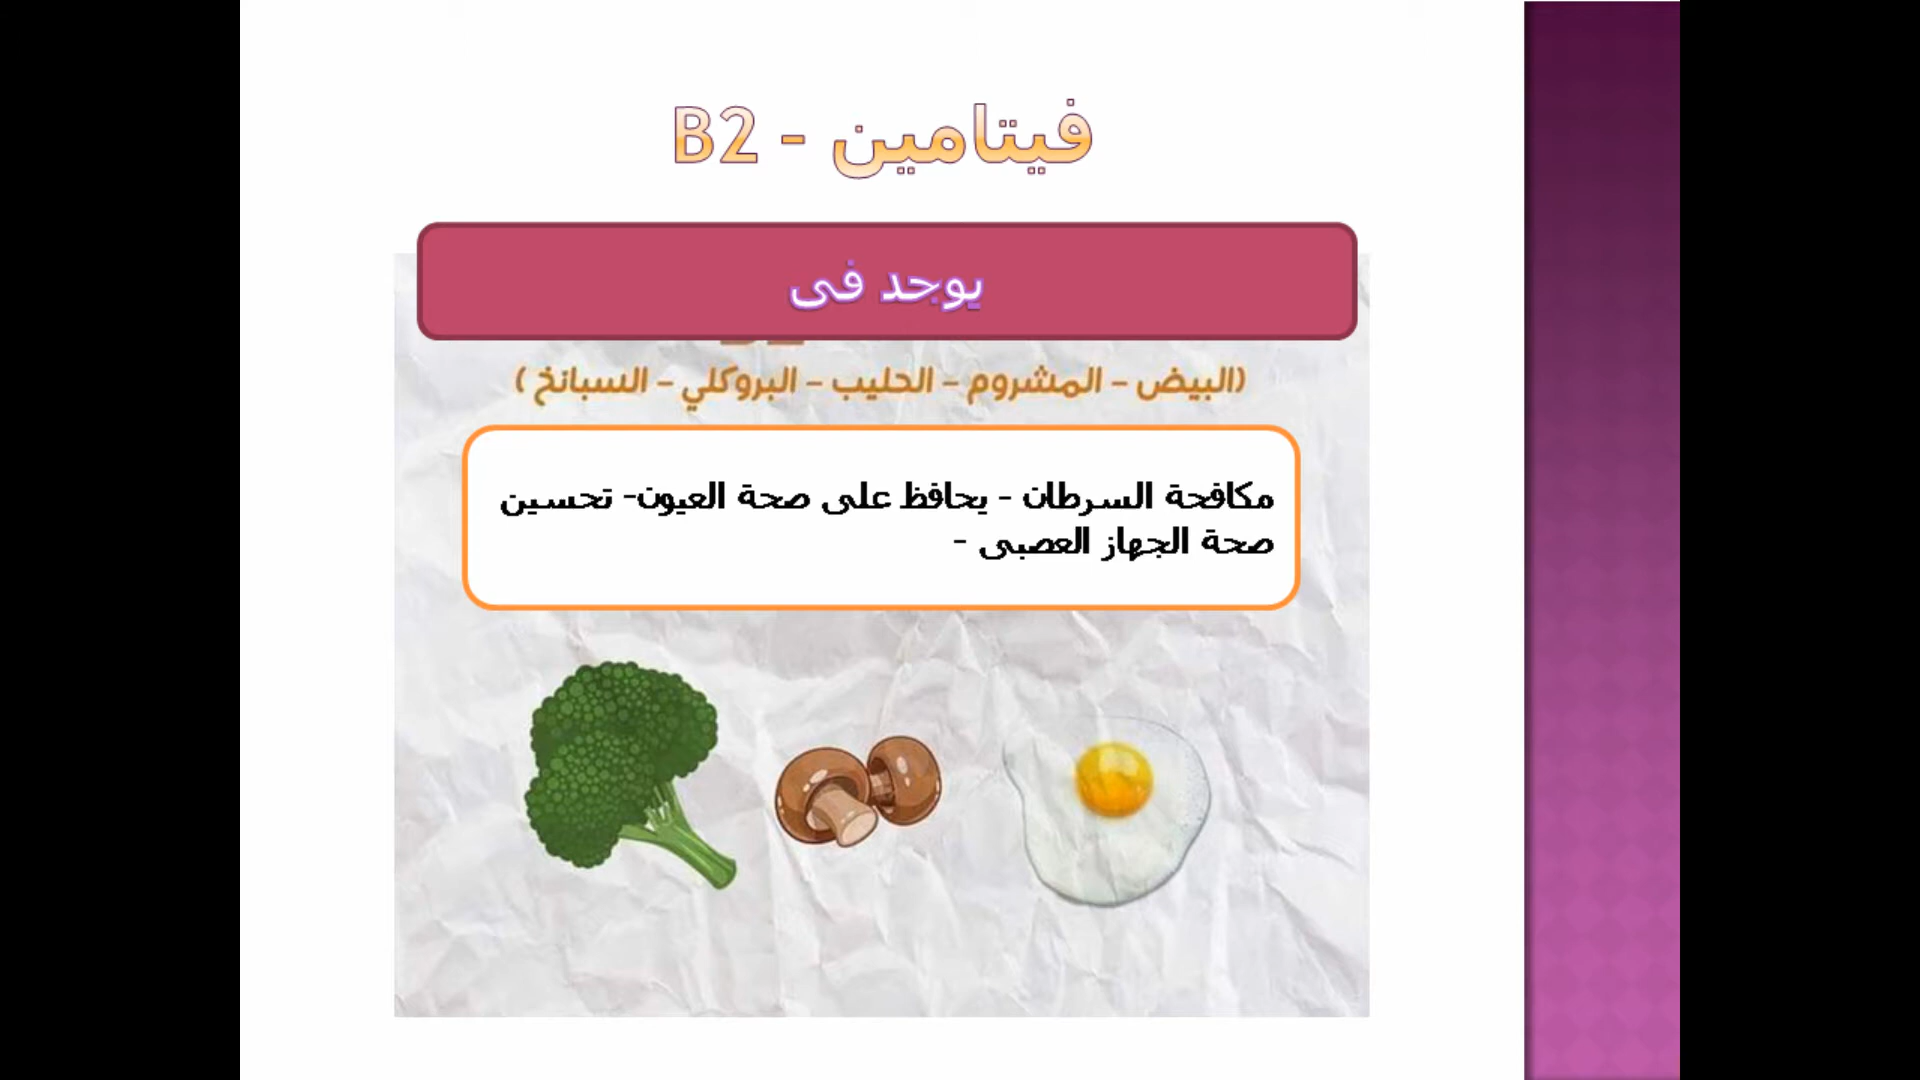 فيتامين - B2
يوجد فى
(البيض – المشروم – الحليب – البروكلي – السبانخ )
مكافحة السرطان - يحافظ على صحة العيون- تحسين
صحة الجهاز العصبى -